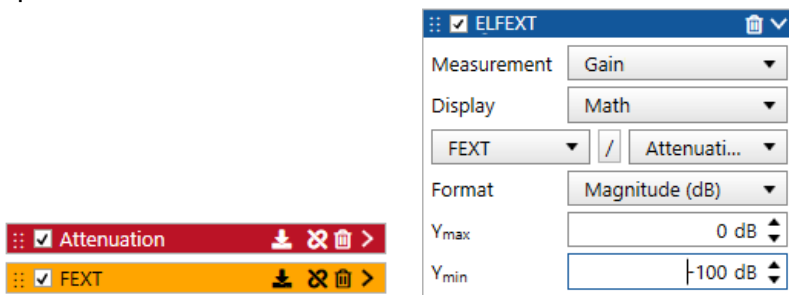 ELFEXT
Measurement Gain
Display Math
FEXT / Attenuati...
Format Magnitude (dB)
Ymax 0 dB
Ymin -100 dB
Attenuation
FEXT